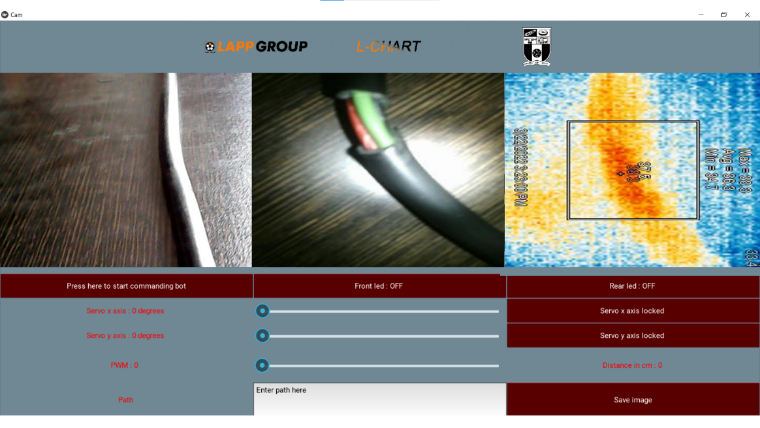 Cam
LAPP GROUP
L-CHART
Press here to start commanding bot
Front led : OFF
Rear led : OFF
Servo x axis : 0 degrees
Servo x axis locked
Servo y axis : 0 degrees
Servo y axis locked
PWM : 0
Distance in cm : 0
Path
Enter path here
Save image